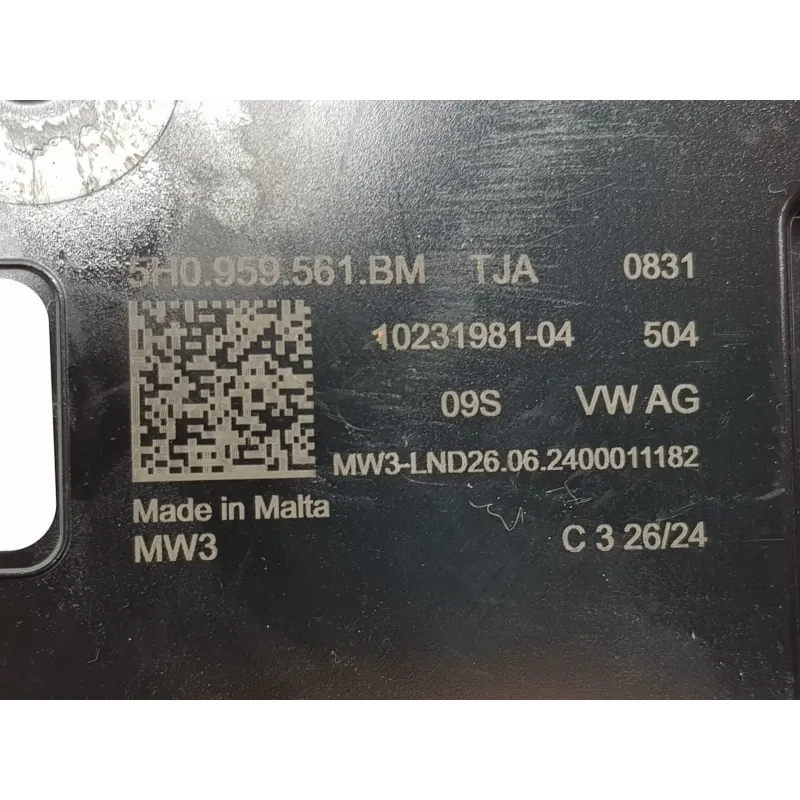 5H0.959.561.BM TJA 0831
10231981-04 504
09S VW AG
MW3-LND26.06.2400011182
Made in Malta
MW3 C 3 26/24